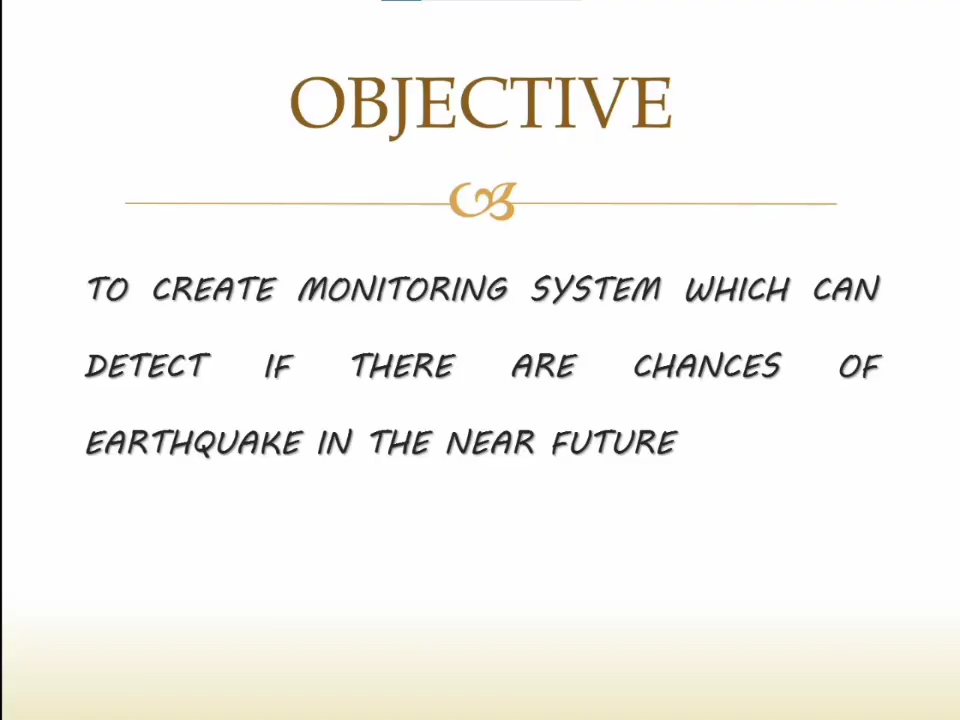 OBJECTIVE
TO CREATE MONITORING SYSTEM WHICH CAN
DETECT IF THERE ARE CHANCES OF
EARTHQUAKE IN THE NEAR FUTURE